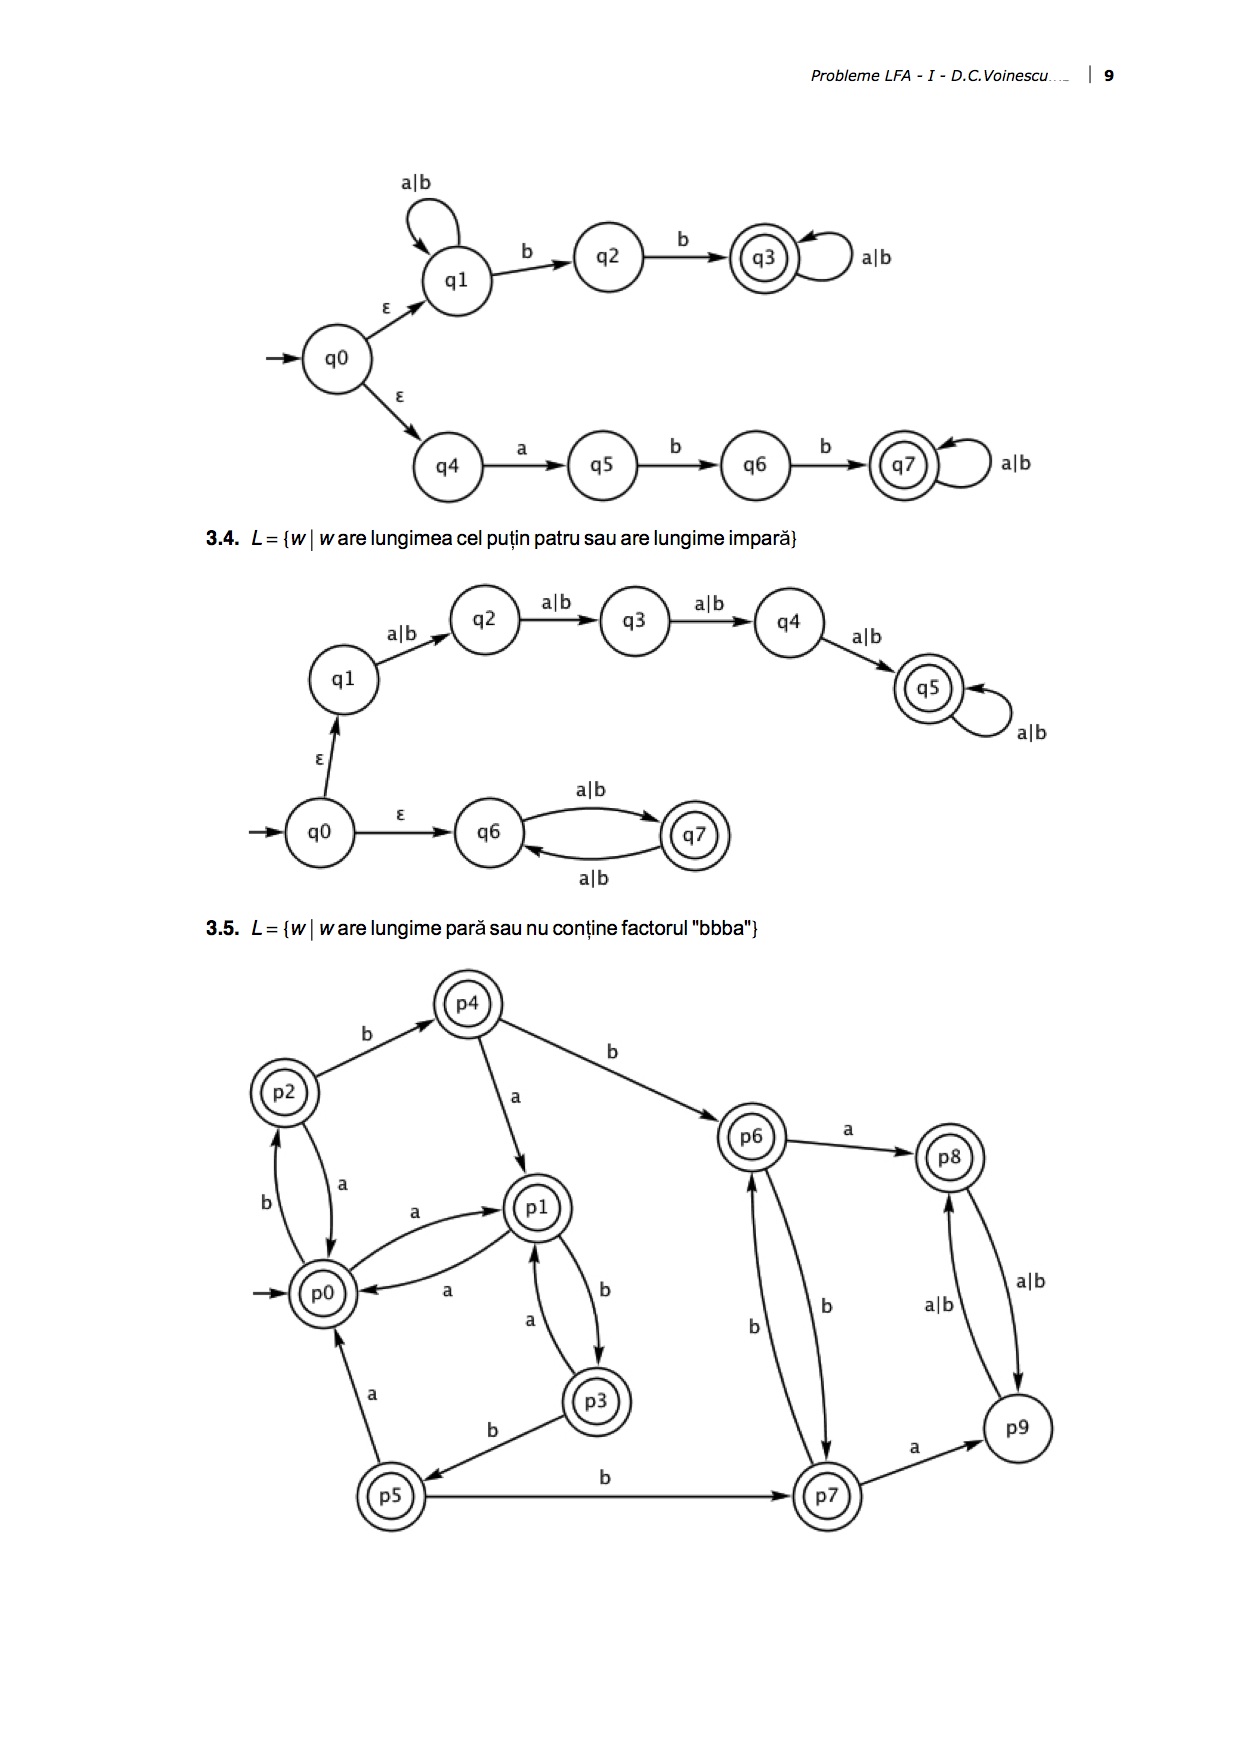 Probleme LFA - I - D.C.Voinescu
9
a|b
b
b
q1
q2
q3
a|b
ε
q0
ε
a
b
b
q4
q5
q6
q7
a|b
3.4. L = {w | w are lungimea cel puțin patru sau are lungime impară}
a|b
a|b
a|b
a|b
q1
q2
q3
q4
q5
a|b
ε
a|b
q0
ε
q6
q7
a|b
3.5. L = {w | w are lungime pară sau nu conține factorul "bbba"}
p4
b
b
p2
a
p6
a
p8
b
a
a
p1
p0
a
b
a
a|b
a|b
b
b
a
p3
b
p9
a
b
p5
p7